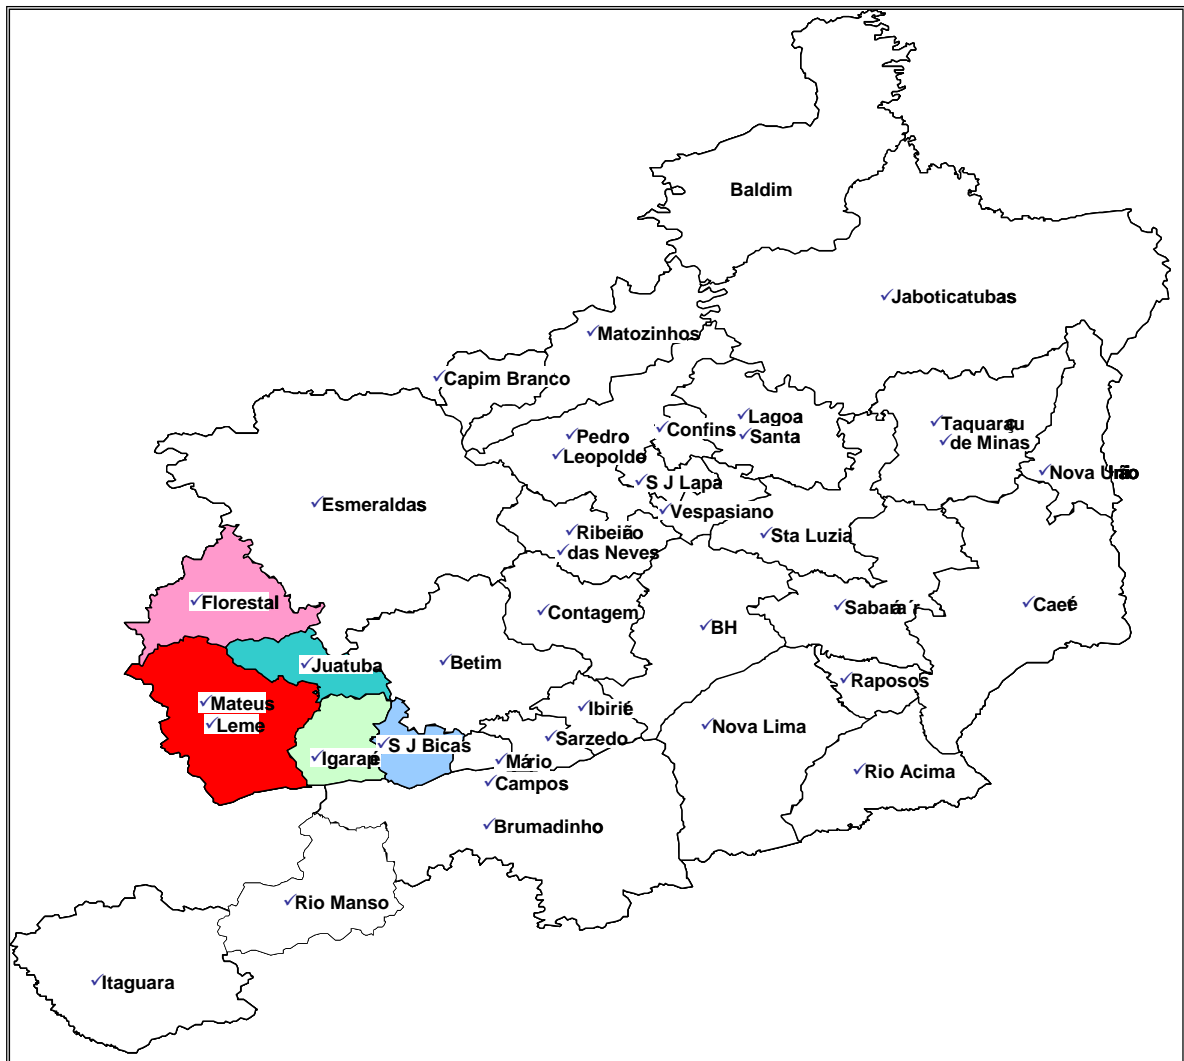 Baldim
✓Jaboticatubas
✓Matozinhos
✓Capim Branco
✓Lagoa
✓Santa
✓Confins
✓Pedro
✓Leopoldo
✓Taquaraçu
✓de Minas
✓Nova União
✓S J Lapa
✓Vespasiano
✓Esmeraldas
✓Ribeirão
✓das Neves
✓Sta Luzia
✓Florestal
✓Contagem
✓BH
✓Sabará´r
✓Caeté
✓Juatuba
✓Betim
✓Raposos
✓Mateus
✓Leme
✓Ibirité
✓Sarzedo
✓Nova Lima
✓S J Bicas
✓Igarapé
✓Mário
✓Campos
✓Rio Acima
✓Brumadinho
✓Rio Manso
✓Itaguara